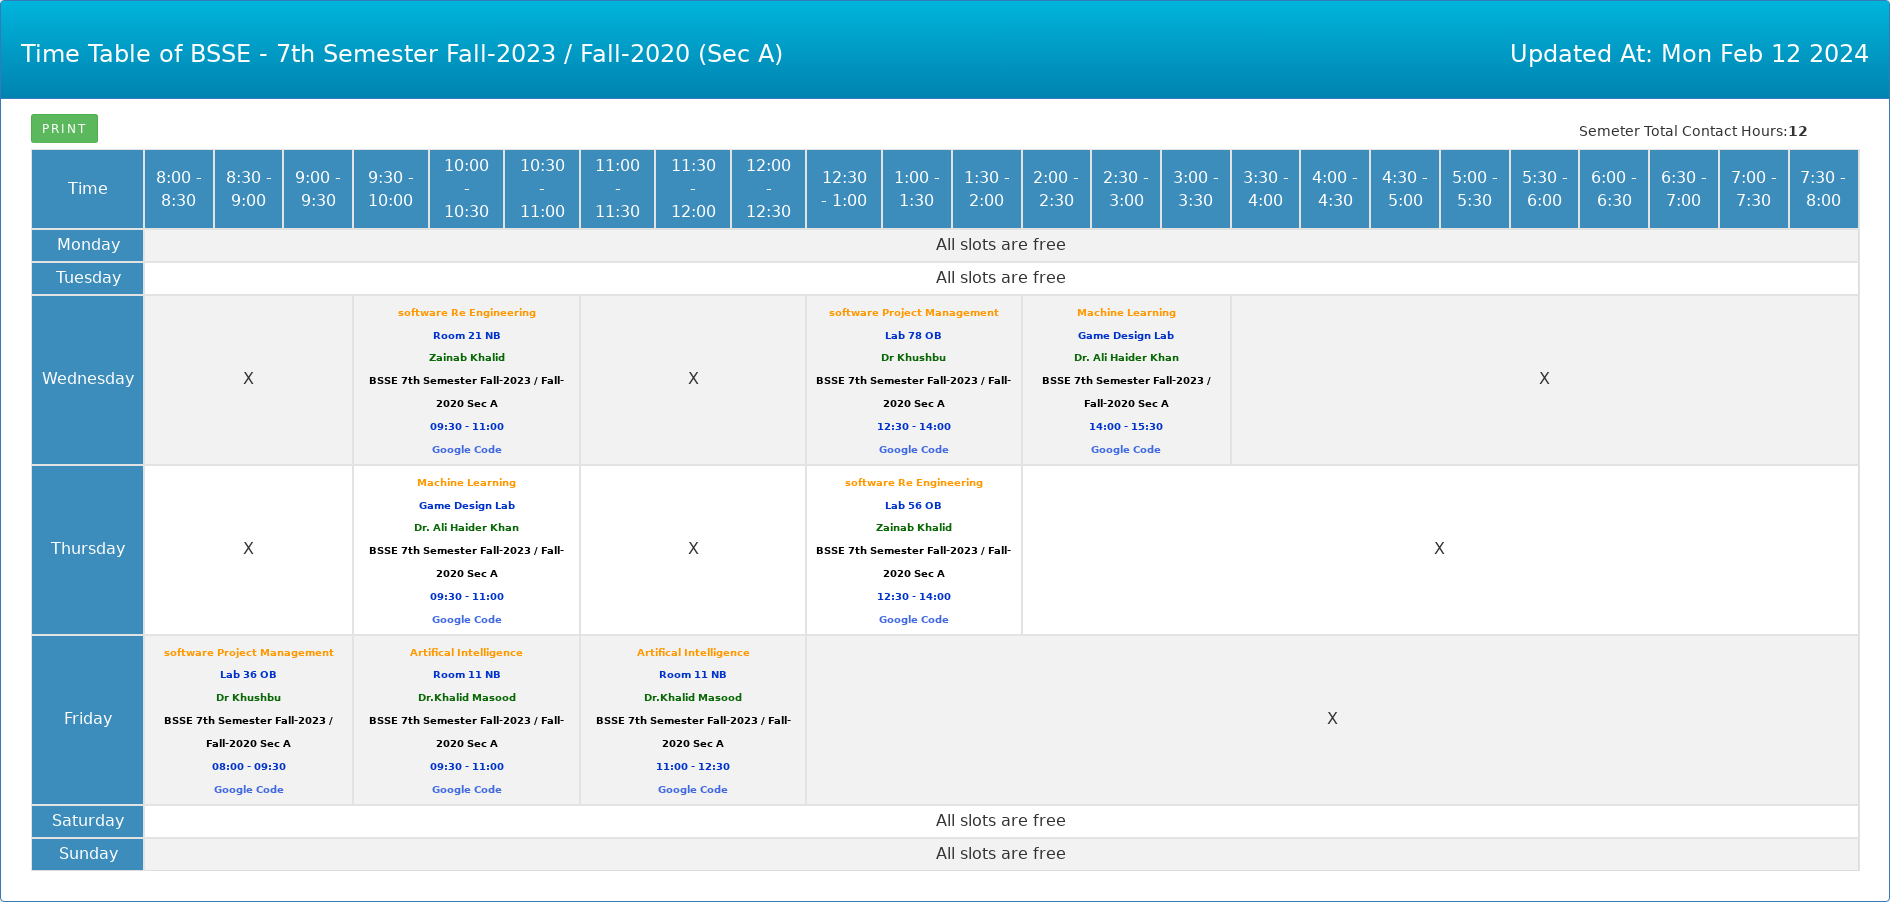 Time Table of BSSE - 7th Semester Fall-2023 / Fall-2020 (Sec A)
Updated At: Mon Feb 12 2024
PRINT
Semeter Total Contact Hours:12
Time
8:00 -
8:30
8:30 -
9:00
9:00 -
9:30
9:30 -
10:00
10:00
-
10:30
10:30
-
11:00
11:00
-
11:30
11:30
-
12:00
12:00
-
12:30
12:30
- 1:00
1:00 -
1:30
1:30 -
2:00
2:00 -
2:30
2:30 -
3:00
3:00 -
3:30
3:30 -
4:00
4:00 -
4:30
4:30 -
5:00
5:00 -
5:30
5:30 -
6:00
6:00 -
6:30
6:30 -
7:00
7:00 -
7:30
7:30 -
8:00
Monday
All slots are free
Tuesday
All slots are free
Wednesday
X
software Re Engineering
Room 21 NB
Zainab Khalid
BSSE 7th Semester Fall-2023 / Fall-
2020 Sec A
09:30 - 11:00
Google Code
X
software Project Management
Lab 78 OB
Dr Khushbu
BSSE 7th Semester Fall-2023 / Fall-
2020 Sec A
12:30 - 14:00
Google Code
Machine Learning
Game Design Lab
Dr. Ali Haider Khan
BSSE 7th Semester Fall-2023 /
Fall-2020 Sec A
14:00 - 15:30
Google Code
X
Thursday
X
Machine Learning
Game Design Lab
Dr. Ali Haider Khan
BSSE 7th Semester Fall-2023 / Fall-
2020 Sec A
09:30 - 11:00
Google Code
X
software Re Engineering
Lab 56 OB
Zainab Khalid
BSSE 7th Semester Fall-2023 / Fall-
2020 Sec A
12:30 - 14:00
Google Code
X
Friday
software Project Management
Lab 36 OB
Dr Khushbu
BSSE 7th Semester Fall-2023 /
Fall-2020 Sec A
08:00 - 09:30
Google Code
Artifical Intelligence
Room 11 NB
Dr.Khalid Masood
BSSE 7th Semester Fall-2023 / Fall-
2020 Sec A
09:30 - 11:00
Google Code
Artifical Intelligence
Room 11 NB
Dr.Khalid Masood
BSSE 7th Semester Fall-2023 / Fall-
2020 Sec A
11:00 - 12:30
Google Code
X
Saturday
All slots are free
Sunday
All slots are free